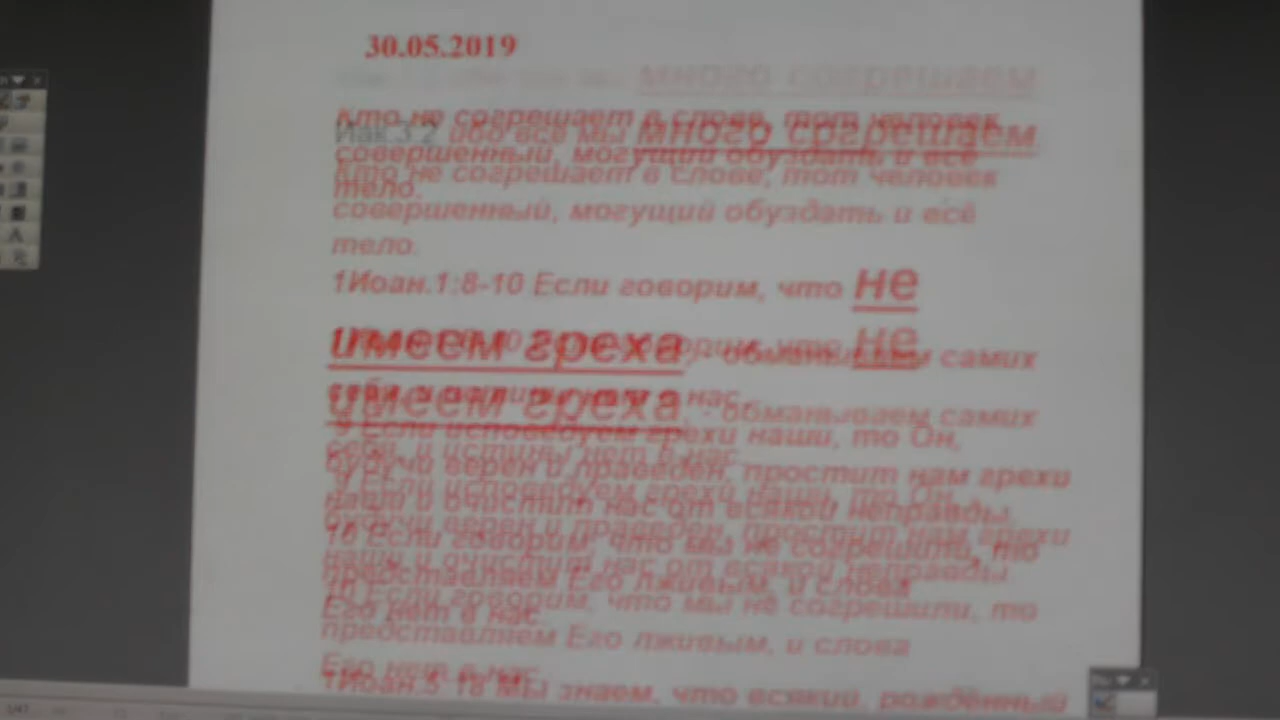 30.05.2019
Иак.3:2 ибо все мы много согрешаем
Кто не согрешает в слове, тот человек
совершенный, могущий обуздать и всё
тело.
1Иоан.1:8-10 Если говорим, что не
имеем греха, - обманываем самих
себя, и истины нет в нас.
9 Если исповедуем грехи наши, то Он,
будучи верен и праведен, простит нам грехи
наши и очистит нас от всякой неправды.
10 Если говорим, что мы не согрешили, то
представляем Его лживым, и слова
Его нет в нас.
1Иоан.5:18 Мы знаем, что всякий, рождённый